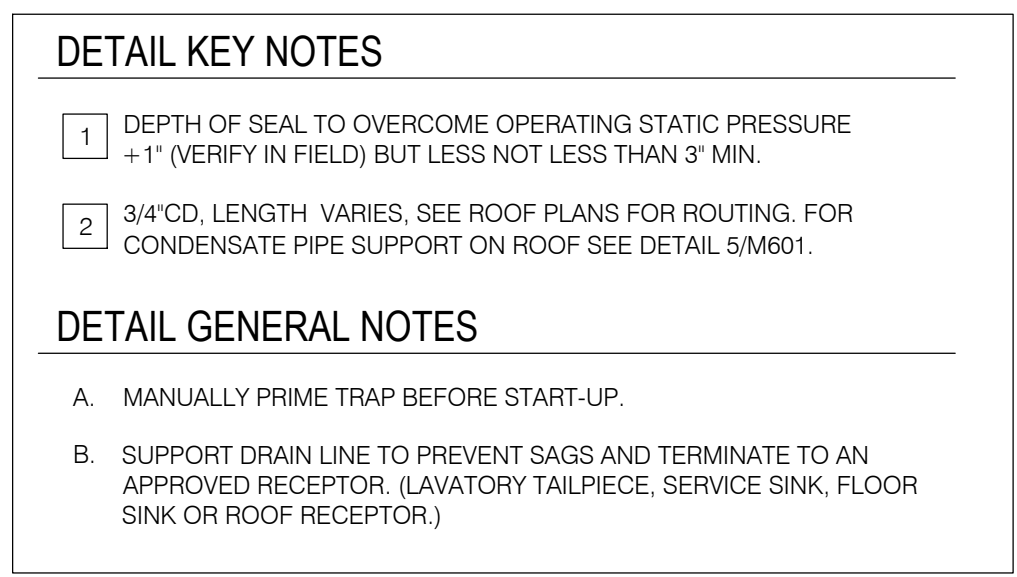 DETAIL KEY NOTES
1 DEPTH OF SEAL TO OVERCOME OPERATING STATIC PRESSURE
+1" (VERIFY IN FIELD) BUT LESS NOT LESS THAN 3" MIN.
2 3/4"CD, LENGTH VARIES, SEE ROOF PLANS FOR ROUTING. FOR
CONDENSATE PIPE SUPPORT ON ROOF SEE DETAIL 5/M601.
DETAIL GENERAL NOTES
A. MANUALLY PRIME TRAP BEFORE START-UP.
B. SUPPORT DRAIN LINE TO PREVENT SAGS AND TERMINATE TO AN
APPROVED RECEPTOR. (LAVATORY TAILPIECE, SERVICE SINK, FLOOR
SINK OR ROOF RECEPTOR.)